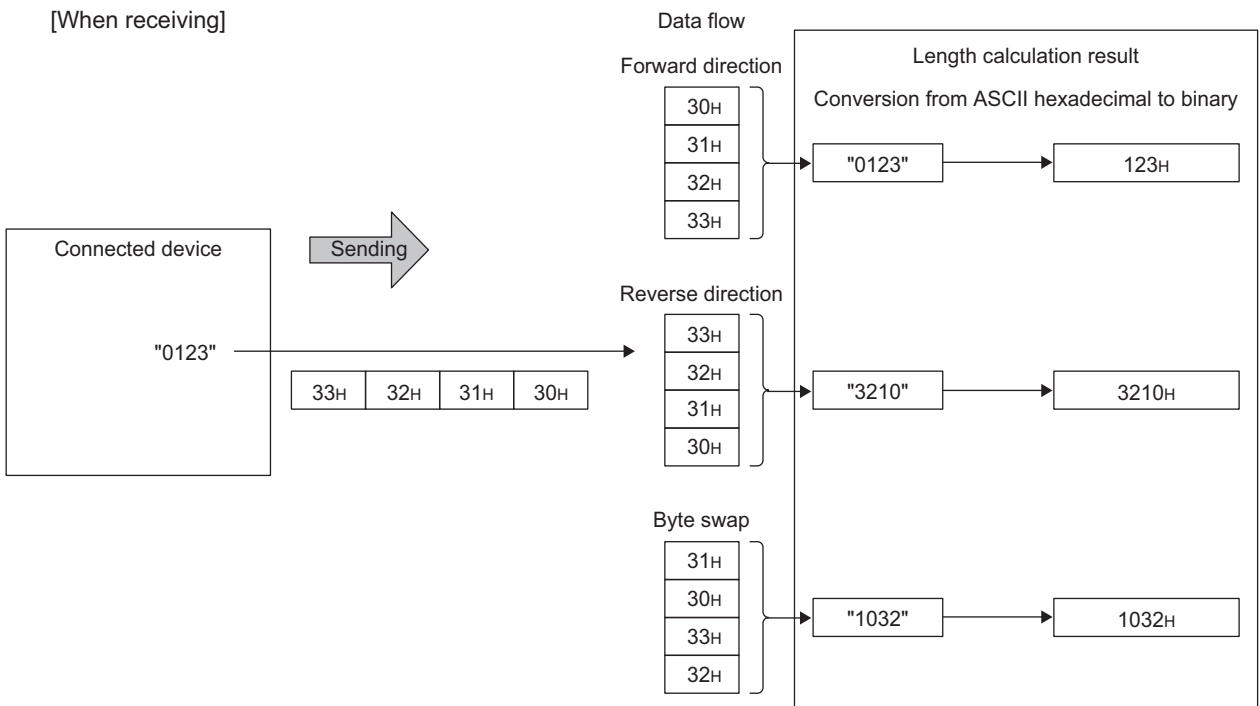 [When receiving]
Data flow
Length calculation result
Conversion from ASCII hexadecimal to binary
Forward direction
30H
31H
32H
33H
"0123"
123H
Connected device
Sending
"0123"
33H 32H 31H 30H
Reverse direction
33H
32H
31H
30H
"3210"
3210H
Byte swap
31H
30H
33H
32H
"1032"
1032H